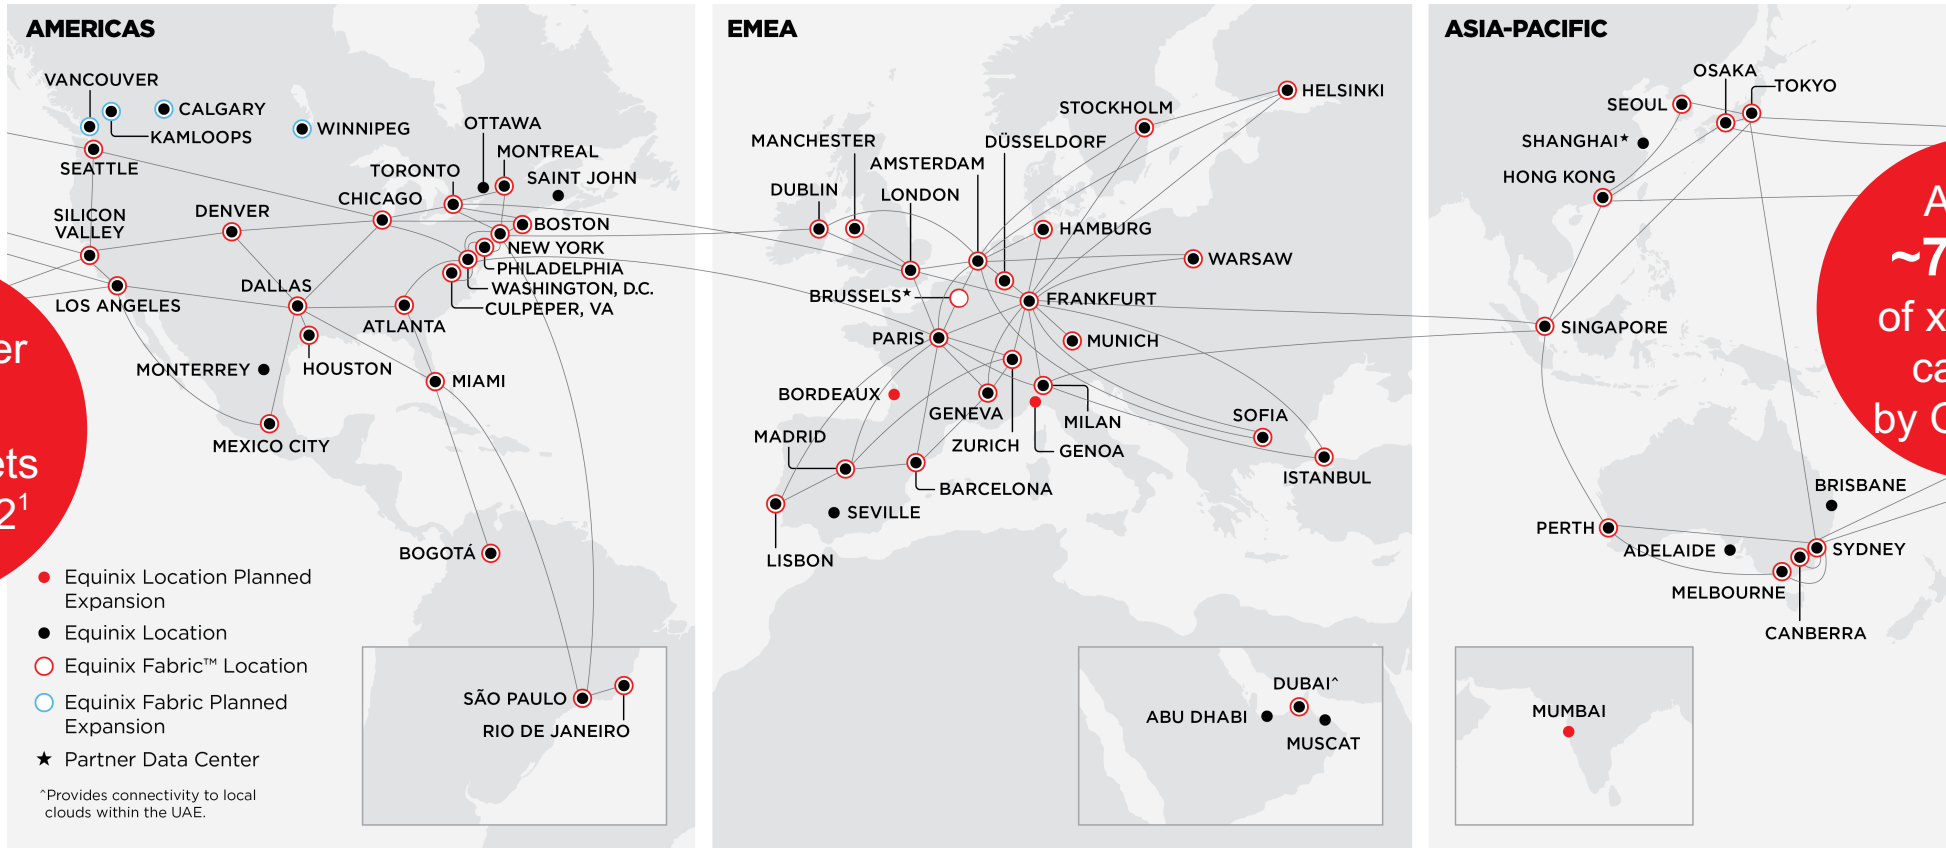 AMERICAS
VANCOUVER
CALGARY
KAMLOOPS
WINNIPEG
OTTAWA
MONTREAL
SEATTLE
TORONTO
SAINT JOHN
CHICAGO
SILICON
VALLEY
DENVER
BOSTON
NEW YORK
PHILADELPHIA
WASHINGTON, D.C.
CULPEPER, VA
DALLAS
LOS ANGELES
ATLANTA
HOUSTON
MONTERREY
MIAMI
MEXICO CITY
BOGOTÁ
SÃO PAULO
RIO DE JANEIRO
2¹
Equinix Location Planned
Expansion
Equinix Location
Equinix Fabric™ Location
Equinix Fabric Planned
Expansion
★ Partner Data Center
^Provides connectivity to local
clouds within the UAE.
EMEA
HELSINKI
STOCKHOLM
MANCHESTER
DÜSSELDORF
AMSTERDAM
DUBLIN
LONDON
HAMBURG
WARSAW
BRUSSELS★
FRANKFURT
PARIS
MUNICH
BORDEAUX
GENEVA
MILAN
SOFIA
MADRID
ZURICH
GENOA
ISTANBUL
BARCELONA
SEVILLE
LISBON
DUBAI^
ABU DHABI
MUSCAT
ASIA-PACIFIC
OSAKA
TOKYO
SEOUL
SHANGHAI★
HONG KONG
SINGAPORE
~7
of
by
BRISBANE
PERTH
ADELAIDE
SYDNEY
MELBOURNE
CANBERRA
MUMBAI